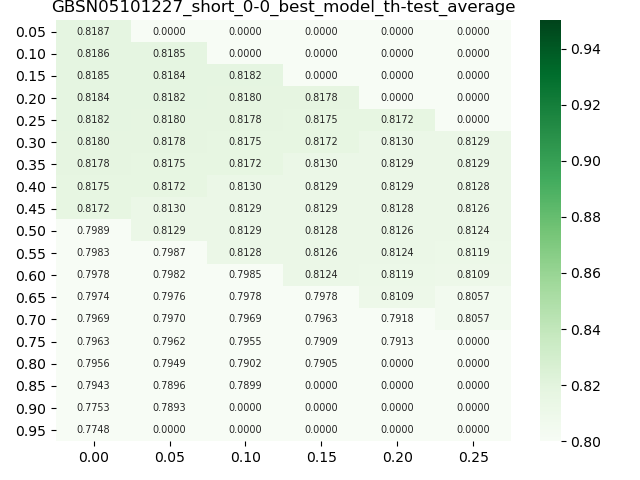 GBSN05101227_short_0-0_best_model_th-test_average
0.05 0.8187 0.0000 0.0000 0.0000 0.0000 0.0000
0.10 0.8186 0.8185 0.0000 0.0000 0.0000 0.0000
0.15 0.8185 0.8184 0.8182 0.0000 0.0000 0.0000
0.20 0.8184 0.8182 0.8180 0.8178 0.0000 0.0000
0.25 0.8182 0.8180 0.8178 0.8175 0.8172 0.0000
0.30 0.8180 0.8178 0.8175 0.8172 0.8130 0.8129
0.35 0.8178 0.8175 0.8172 0.8130 0.8129 0.8129
0.40 0.8175 0.8172 0.8130 0.8129 0.8129 0.8128
0.45 0.8172 0.8130 0.8129 0.8129 0.8128 0.8126
0.50 0.7989 0.8129 0.8129 0.8128 0.8126 0.8124
0.55 0.7983 0.7987 0.8128 0.8126 0.8124 0.8119
0.60 0.7978 0.7982 0.7985 0.8124 0.8119 0.8109
0.65 0.7974 0.7976 0.7978 0.7978 0.8109 0.8057
0.70 0.7969 0.7970 0.7969 0.7963 0.7918 0.8057
0.75 0.7963 0.7962 0.7955 0.7909 0.7913 0.0000
0.80 0.7956 0.7949 0.7902 0.7905 0.0000 0.0000
0.85 0.7943 0.7896 0.7899 0.0000 0.0000 0.0000
0.90 0.7753 0.7893 0.0000 0.0000 0.0000 0.0000
0.95 0.7748 0.0000 0.0000 0.0000 0.0000 0.0000
0.00 0.05 0.10 0.15 0.20 0.25
0.94
0.92
0.90
0.88
0.86
0.84
0.82
0.80